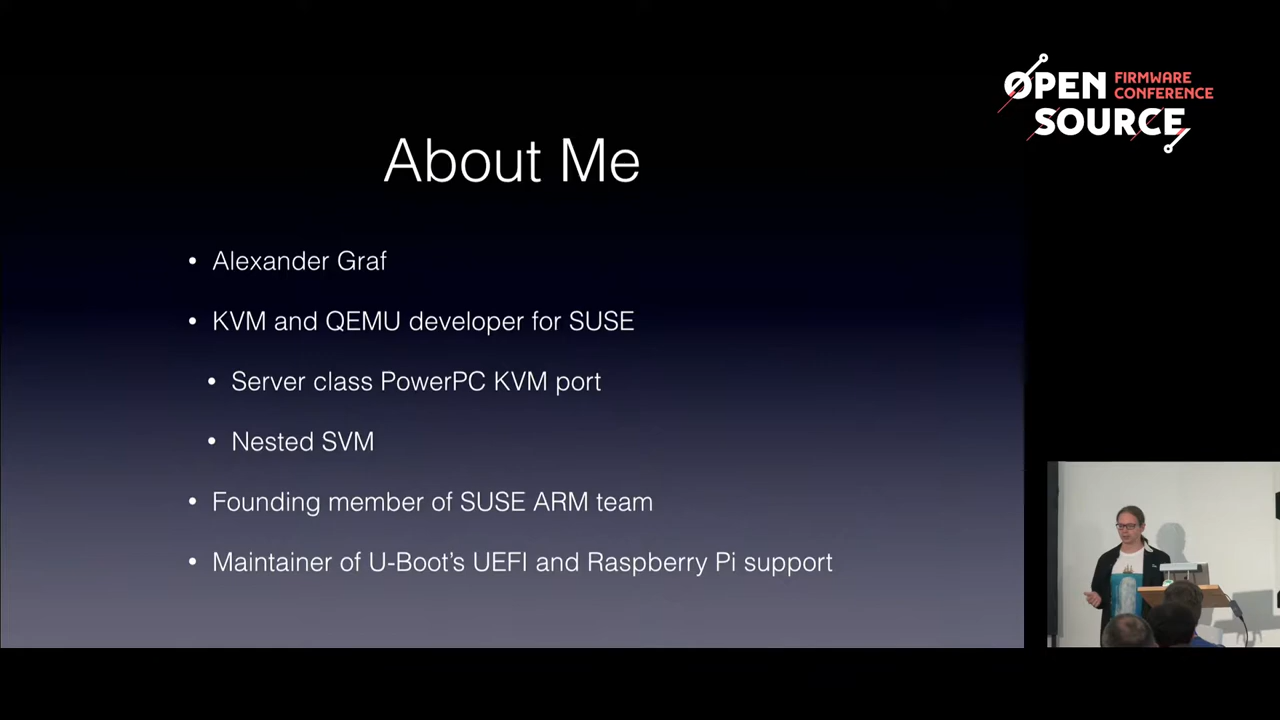 OPEN FIRMWARE
CONFERENCE
SOURCE
About Me
• Alexander Graf
• KVM and QEMU developer for SUSE
• Server class PowerPC KVM port
• Nested SVM
• Founding member of SUSE ARM team
• Maintainer of U-Boot’s UEFI and Raspberry Pi support